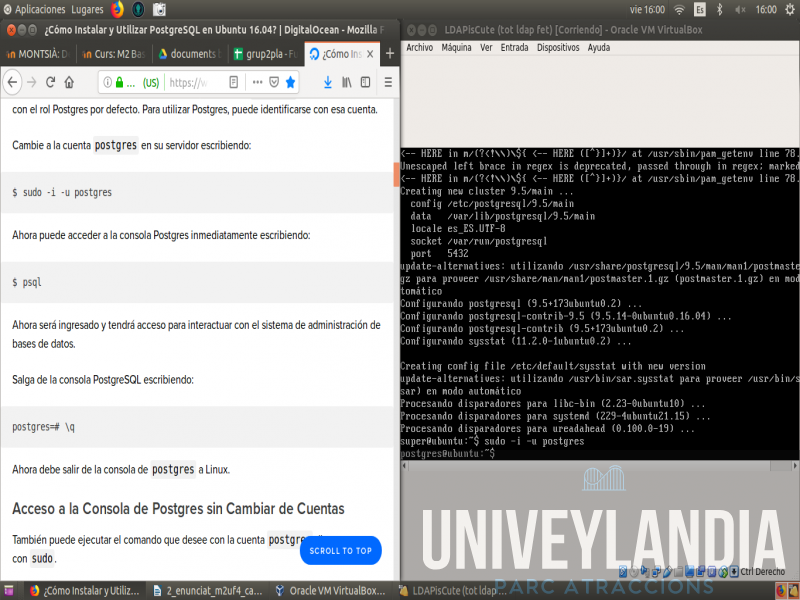 Aplicaciones Lugares
vie 16:00 Es 16:00
¿Cómo Instalar y Utilizar PostgreSQL en Ubuntu 16.04? | DigitalOcean - Mozilla F
MONTSIÀ: D
Curs: M2 Ba
documents
grup2pla - Fu
¿Cómo Inst
... (US) https://w
con el rol Postgres por defecto. Para utilizar Postgres, puede identificarse con esa cuenta.
Cambie a la cuenta postgres en su servidor escribiendo:
$ sudo -i -u postgres
Ahora puede acceder a la consola Postgres inmediatamente escribiendo:
$ psql
Ahora será ingresado y tendrá acceso para interactuar con el sistema de administración de
bases de datos.
Salga de la consola PostgreSQL escribiendo:
postgres=# \q
Ahora debe salir de la consola de postgres a Linux.
Acceso a la Consola de Postgres sin Cambiar de Cuentas
También puede ejecutar el comando que desee con la cuenta postgre
con sudo.
SCROLL TO TOP
LDAPisCute (tot ldap fet) [Corriendo] - Oracle VM VirtualBox
Archivo Máquina Ver Entrada Dispositivos Ayuda
<-- HERE in m/(?<!\\)\${ <-- HERE ([^}]+)}/ at /usr/sbin/pam_getenv line 78.
Unescaped left brace in regex is deprecated, passed through in regex; marked
<-- HERE in m/(?<!\\)\${ <-- HERE ([^}]+)}/ at /usr/sbin/pam_getenv line 78.
Creating new cluster 9.5/main ...
config /etc/postgresql/9.5/main
data /var/lib/postgresql/9.5/main
locale es_ES.UTF-8
socket /var/run/postgresql
port 5432
update-alternatives: utilizando /usr/share/postgresql/9.5/man/man1/postmaste
gz para proveer /usr/share/man/man1/postmaster.1.gz (postmaster.1.gz) en mod
tomático
Configurando postgresql (9.5+173ubuntu0.2) ...
Configurando postgresql-contrib-9.5 (9.5.14-0ubuntu0.16.04) ...
Configurando postgresql-contrib (9.5+173ubuntu0.2) ...
Configurando sysstat (11.2.0-1ubuntu0.2) ...
Creating config file /etc/default/sysstat with new version
update-alternatives: utilizando /usr/bin/sar.sysstat para proveer /usr/bin/s
sar) en modo automático
Procesando disparadores para libc-bin (2.23-0ubuntu10) ...
Procesando disparadores para systemd (229-4ubuntu21.15) ...
Procesando disparadores para ureadahead (0.100.0-19) ...
super@ubuntu:~$ sudo -i -u postgres
postgres@ubuntu:~$
UNIVEYLANDIA
PARC ATRACCIONS
Ctrl Derecho
¿Cómo Instalar y Utiliz...
2_enunciat_m2uf4_ca...
Oracle VM VirtualBox...
LDAPisCute (tot ldap ...